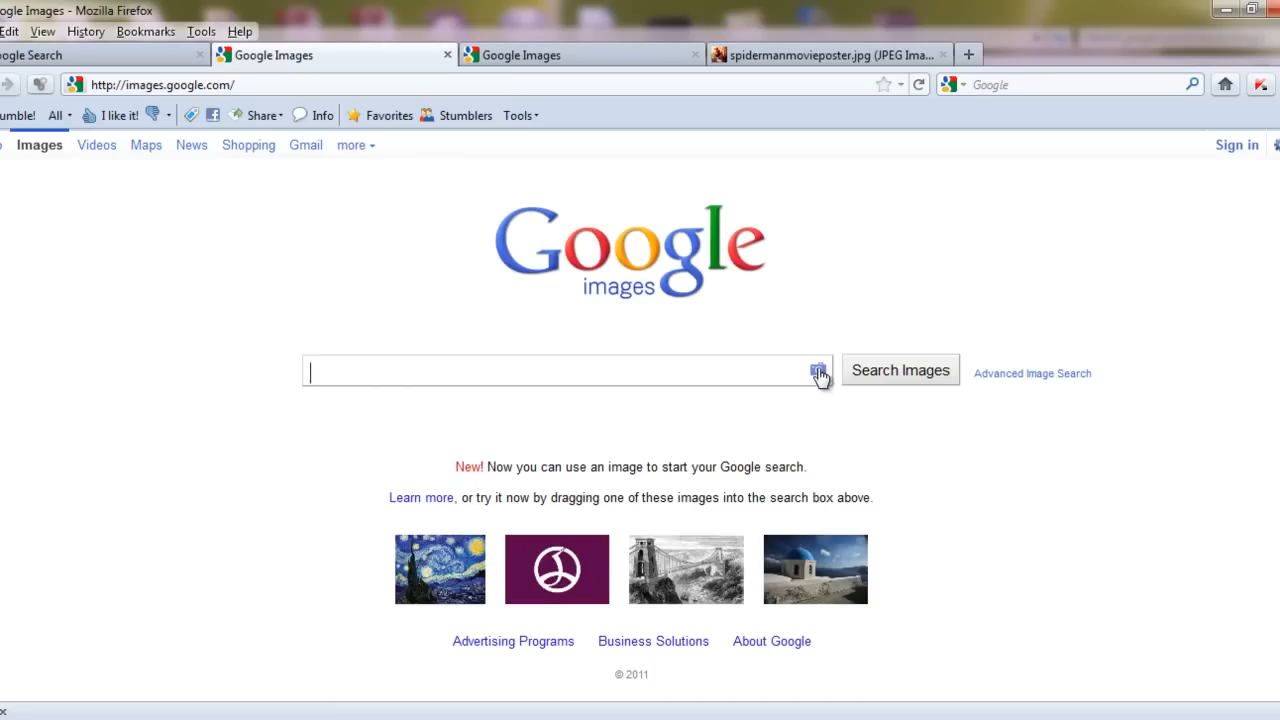 ogle Images - Mozilla Firefox
Edit View History Bookmarks Tools Help
oogle Search Google Images Google Images spidermanmovieposter.jpg (JPEG Ima...
http://images.google.com/ Google
umble! All I like it! Share Info Favorites Stumblers Tools
Images Videos Maps News Shopping Gmail more Sign in
Google
images
Search Images Advanced Image Search
New! Now you can use an image to start your Google search.
Learn more, or try it now by dragging one of these images into the search box above.
Advertising Programs Business Solutions About Google
© 2011